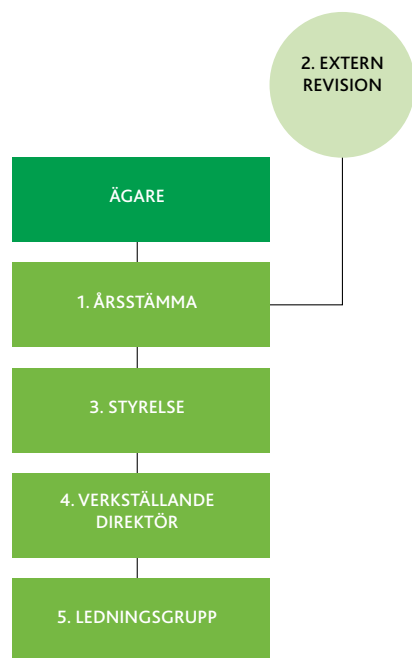 2. EXTERN
REVISION
ÄGARE
1. ÅRSSTÄMMA
3. STYRELSE
4. VERKSTÄLLANDE
DIREKTÖR
5. LEDNINGSGRUPP